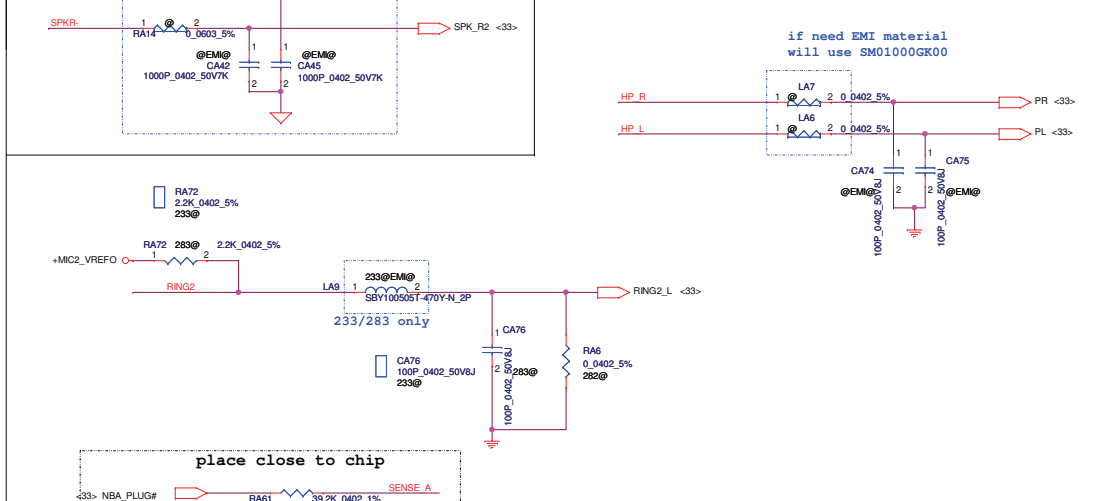 SPKR-
1
@
2
RA14
0_0603_5%
SPK_R2 <33>
@EMI@
CA42
1000P_0402_50V7K
1
2
@EMI@
CA45
1000P_0402_50V7K
1
2
if need EMI material
will use SM01000GK00
HP_R
1
@
LA7
2
0_0402_5%
PR <33>
HP_L
1
@
LA6
2
0_0402_5%
PL <33>
CA74
@EMI@
100P_0402_50V8J
1
2
CA75
@EMI@
100P_0402_50V8J
1
2
RA72
2.2K_0402_5%
233@
RA72 283@ 2.2K_0402_5%
+MIC2_VREFO
1
2
RING2
LA9
1
233@EMI@
2
SBY100505T-470Y-N_2P
RING2_L <33>
233/283 only
1
CA76
2
100P_0402_50V8J
283@
CA76
100P_0402_50V8J
233@
RA6
0_0402_5%
282@
place close to chip
<33> NBA_PLUG#
RA61
39.2K_0402_1%
SENSE_A